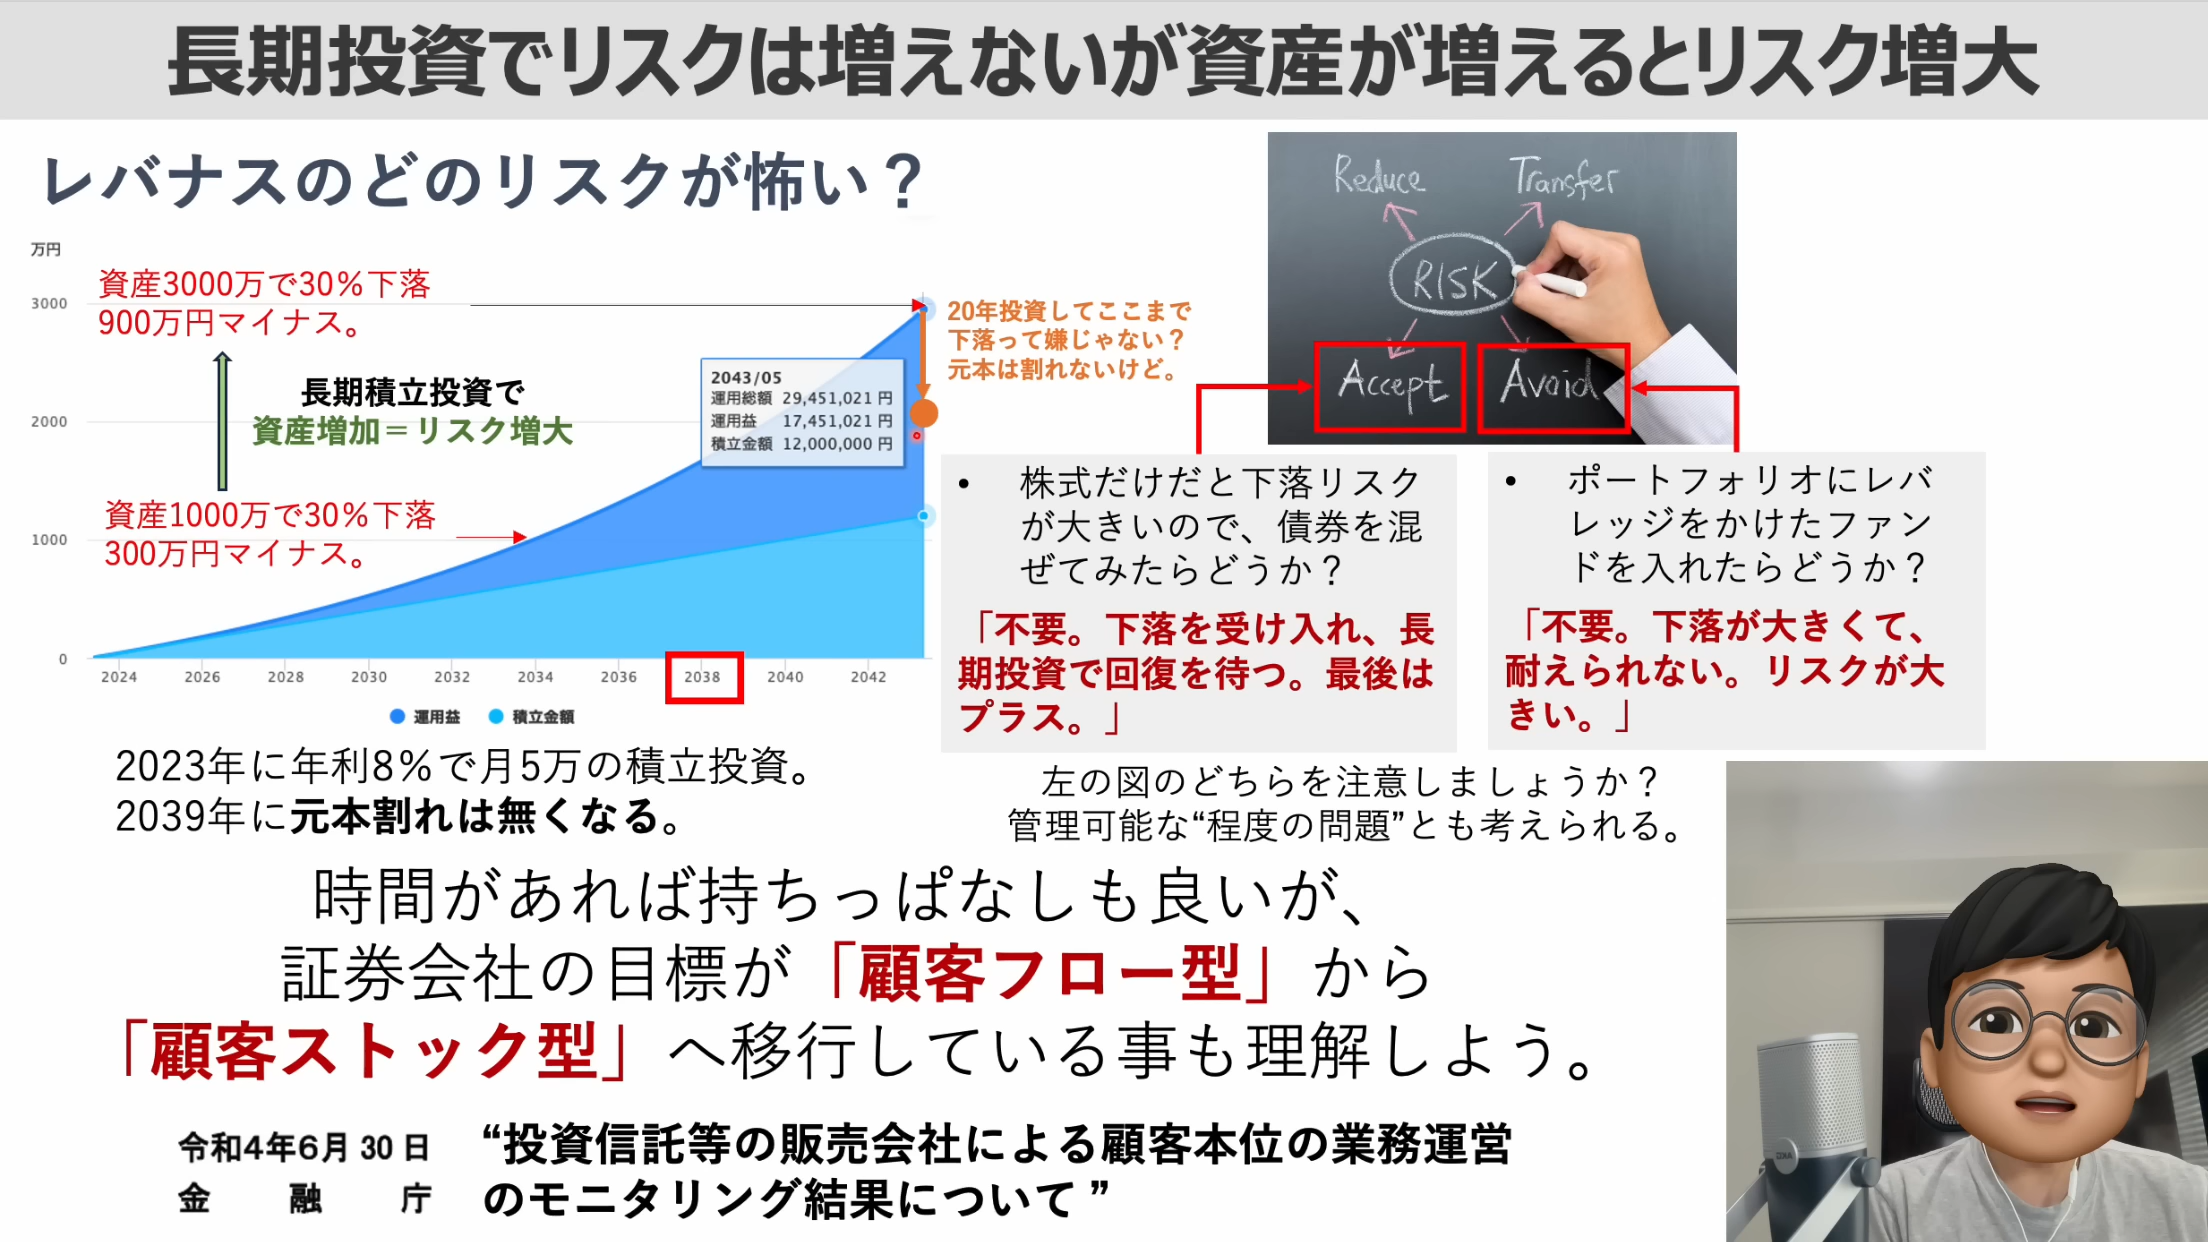 長期投資でリスクは増えないが資産が増えるとリスク増大
レバナスのどのリスクが怖い？
万円
3000
2000
1000
0
資産3000万で30％下落
900万円マイナス。
長期積立投資で
資産増加＝リスク増大
資産1000万で30％下落
300万円マイナス。
2043/05
運用総額 29,451,021 円
運用益 17,451,021 円
積立金額 12,000,000 円
20年投資してここまで
下落って嫌じゃない？
元本は割れないけど。
2024 2026 2028 2030 2032 2034 2036 2038 2040 2042
運用益 積立金額
2023年に年利8％で月5万の積立投資。
2039年に元本割れは無くなる。
Reduce Transfer
RISK
Accept Avoid
• 株式だけだと下落リスク
が大きいので、債券を混
ぜてみたらどうか？
「不要。下落を受け入れ、長
期投資で回復を待つ。最後は
プラス。」
• ポートフォリオにレバ
レッジをかけたファン
ドを入れたらどうか？
「不要。下落が大きくて、
耐えられない。リスクが大
きい。」
左の図のどちらを注意しましょうか？
管理可能な“程度の問題”とも考えられる。
時間があれば持ちっぱなしも良いが、
証券会社の目標が「顧客フロー型」から
「顧客ストック型」へ移行している事も理解しよう。
令和4年6月 30 日
金 融 庁
“投資信託等の販売会社による顧客本位の業務運営
のモニタリング結果について ”